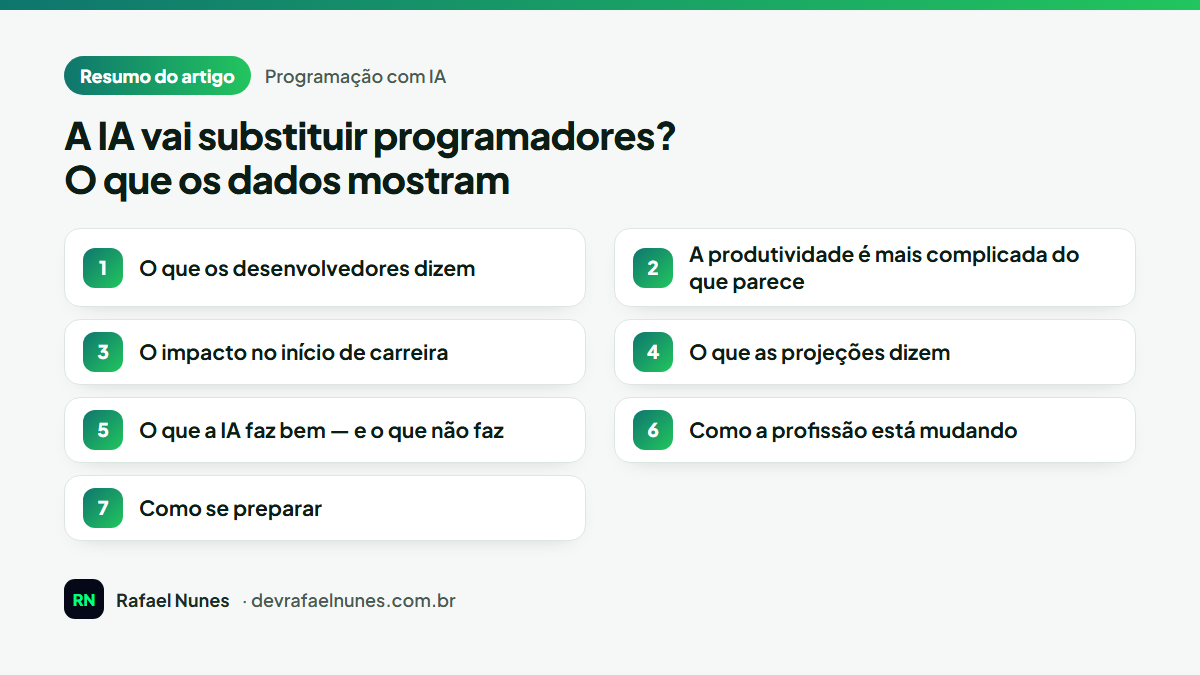 Resumo do artigo
Programação com IA
A IA vai substituir programadores?
O que os dados mostram
1
O que os desenvolvedores dizem
2
A produtividade é mais complicada do
que parece
3
O impacto no início de carreira
4
O que as projeções dizem
5
O que a IA faz bem — e o que não faz
6
Como a profissão está mudando
7
Como se preparar
RN
Rafael Nunes · devrafaelnunes.com.br